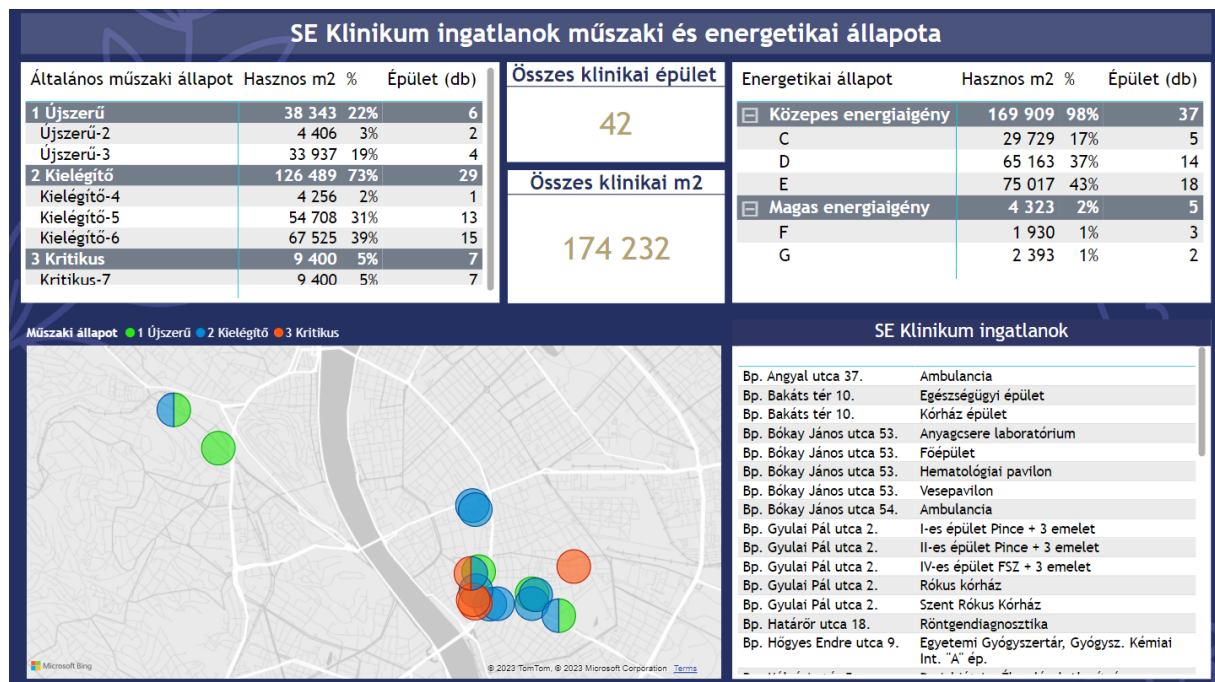 SE Klinikum ingatlanok műszaki és energetikai állapota
Általános műszaki állapot Hasznos m2 % Épület (db)
1 Újszerű 38 343 22% 6
Újszerű-2 4 406 3% 2
Újszerű-3 33 937 19% 4
2 Kielégítő 126 489 73% 29
Kielégítő-4 4 256 2% 1
Kielégítő-5 54 708 31% 13
Kielégítő-6 67 525 39% 15
3 Kritikus 9 400 5% 7
Kritikus-7 9 400 5% 7
Összes klinikai épület
42
Összes klinikai m2
174 232
Energetikai állapot Hasznos m2 % Épület (db)
Közepes energiaigény 169 909 98% 37
C 29 729 17% 5
D 65 163 37% 14
E 75 017 43% 18
Magas energiaigény 4 323 2% 5
F 1 930 1% 3
G 2 393 1% 2
Műszaki állapot 1 Újszerű 2 Kielégítő 3 Kritikus
Microsoft Bing
© 2023 TomTom, © 2023 Microsoft Corporation Terms
SE Klinikum ingatlanok
Bp. Angyal utca 37. Ambulancia
Bp. Bakáts tér 10. Egészségügyi épület
Bp. Bakáts tér 10. Kórház épület
Bp. Bókay János utca 53. Anyagcsere laboratórium
Bp. Bókay János utca 53. Főépület
Bp. Bókay János utca 53. Hematológiai pavilon
Bp. Bókay János utca 53. Vesepavilon
Bp. Bókay János utca 54. Ambulancia
Bp. Gyulai Pál utca 2. I-es épület Pince + 3 emelet
Bp. Gyulai Pál utca 2. II-es épület Pince + 3 emelet
Bp. Gyulai Pál utca 2. IV-es épület FSZ + 3 emelet
Bp. Gyulai Pál utca 2. Rókus kórház
Bp. Gyulai Pál utca 2. Szent Rókus Kórház
Bp. Határőr utca 18. Röntgendiagnosztika
Bp. Hőgyes Endre utca 9. Egyetemi Gyógyszertár, Gyógysz. Kémiai
Int. "A" ép.